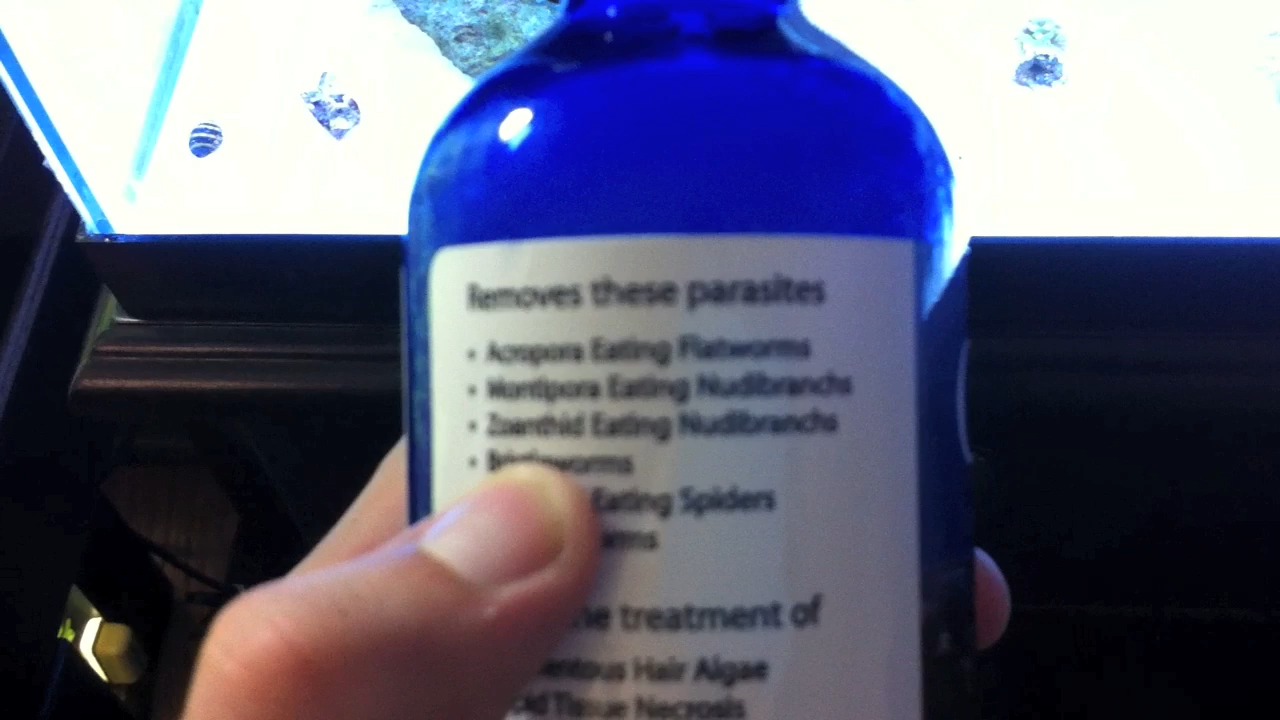 Removes these parasites
• Acropora Eating Flatworms
• Montipora Eating Nudibranchs
• Zoanthid Eating Nudibranchs
• Bristleworms
Eating Spiders
treatment of
Hair Algae
Tissue Necrosis